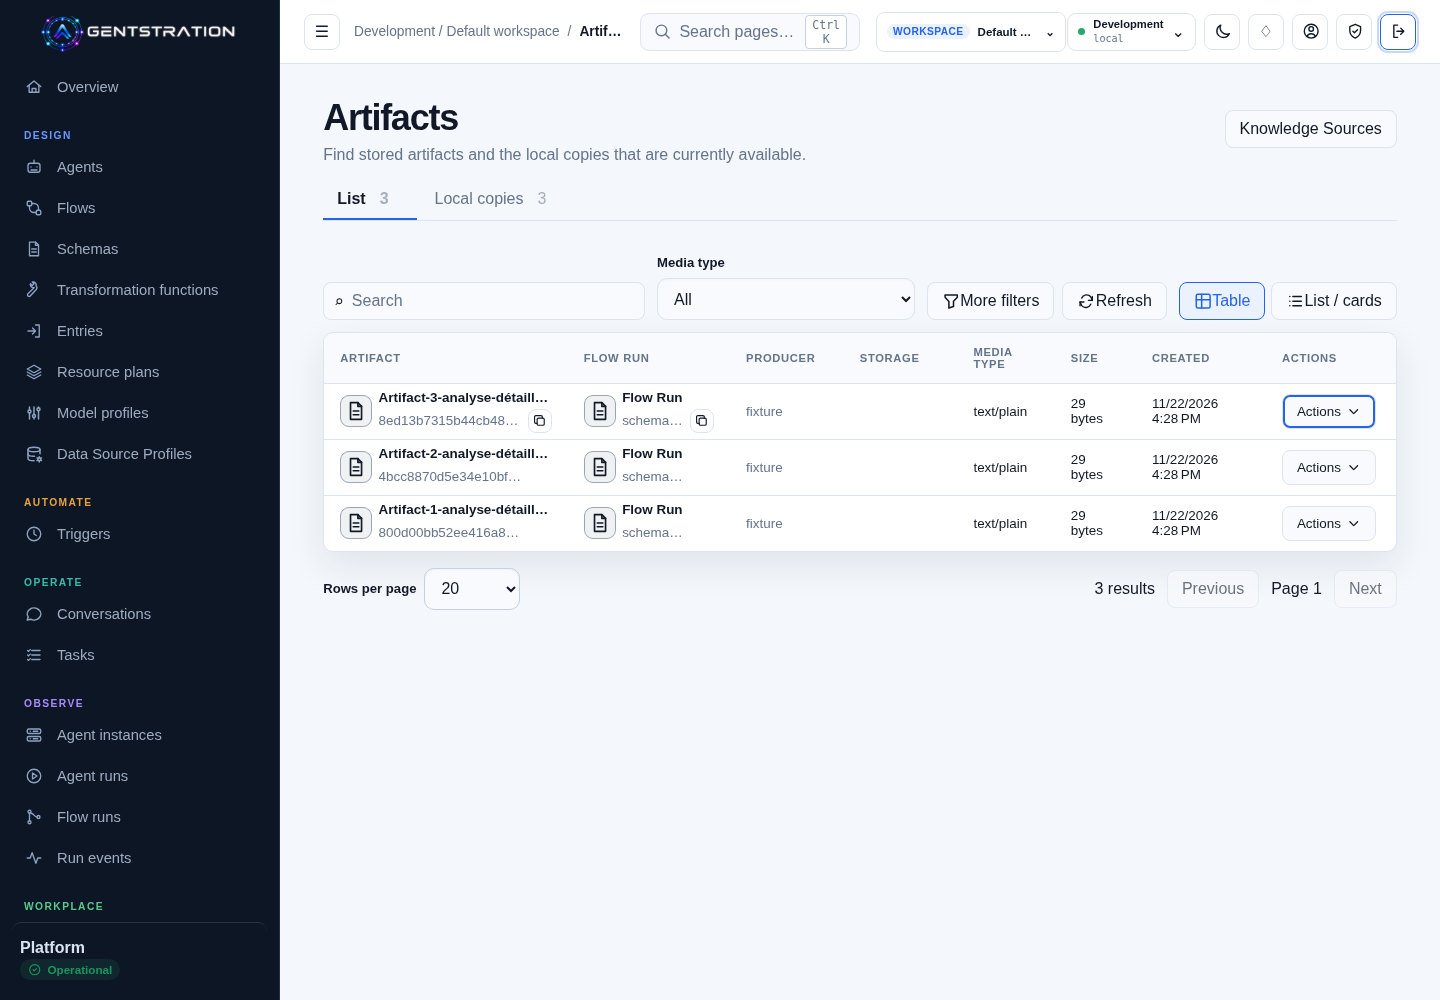 GENTSTRATION
Overview
DESIGN
Agents
Flows
Schemas
Transformation functions
Entries
Resource plans
Model profiles
Data Source Profiles
AUTOMATE
Triggers
OPERATE
Conversations
Tasks
OBSERVE
Agent instances
Agent runs
Flow runs
Run events
WORKPLACE
Platform
Operational
Development / Default workspace / Artif…
Search pages…
Ctrl K
WORKSPACE Default …
Development
local
Artifacts
Find stored artifacts and the local copies that are currently available.
Knowledge Sources
List 3 Local copies 3
Media type
Search
All
More filters
Refresh
Table
List / cards
ARTIFACT FLOW RUN PRODUCER STORAGE MEDIA TYPE SIZE CREATED ACTIONS
Artifact-3-analyse-détaill…
8ed13b7315b44cb48…
Flow Run
schema…
fixture
text/plain
29 bytes
11/22/2026
4:28 PM
Actions
Artifact-2-analyse-détaill…
4bcc8870d5e34e10bf…
Flow Run
schema…
fixture
text/plain
29 bytes
11/22/2026
4:28 PM
Actions
Artifact-1-analyse-détaill…
800d00bb52ee416a8…
Flow Run
schema…
fixture
text/plain
29 bytes
11/22/2026
4:28 PM
Actions
Rows per page 20
3 results Previous Page 1 Next